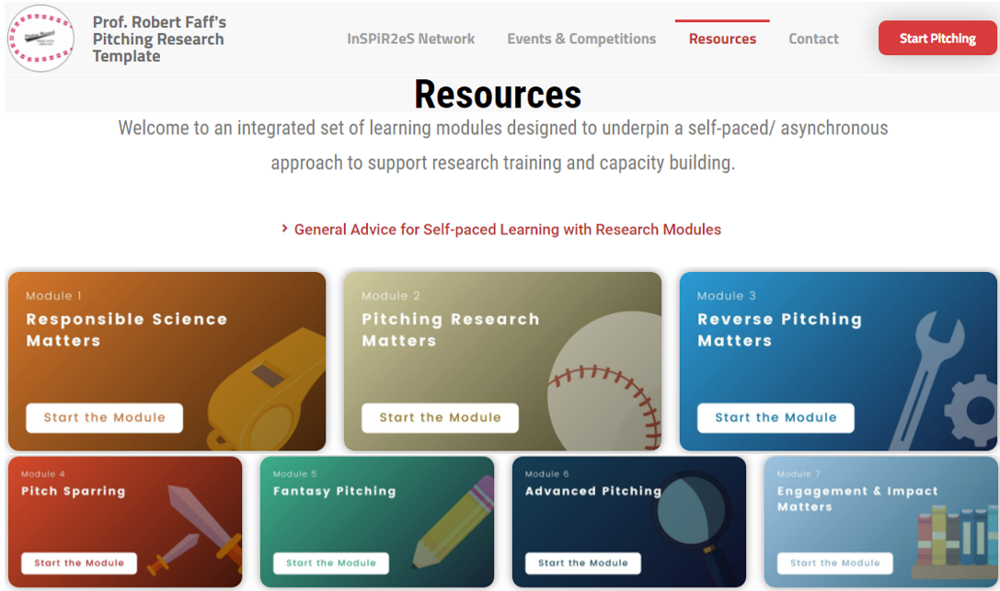 Prof. Robert Faff's
Pitching Research
Template
InSPiR2eS Network
Events & Competitions
Resources
Contact
Start Pitching
Resources
Welcome to an integrated set of learning modules designed to underpin a self-paced/ asynchronous
approach to support research training and capacity building.
General Advice for Self-paced Learning with Research Modules
Module 1
Responsible Science
Matters
Start the Module
Module 2
Pitching Research
Matters
Start the Module
Module 3
Reverse Pitching
Matters
Start the Module
Module 4
Pitch Sparring
Start the Module
Module 5
Fantasy Pitching
Start the Module
Module 6
Advanced Pitching
Start the Module
Module 7
Engagement & Impact
Matters
Start the Module